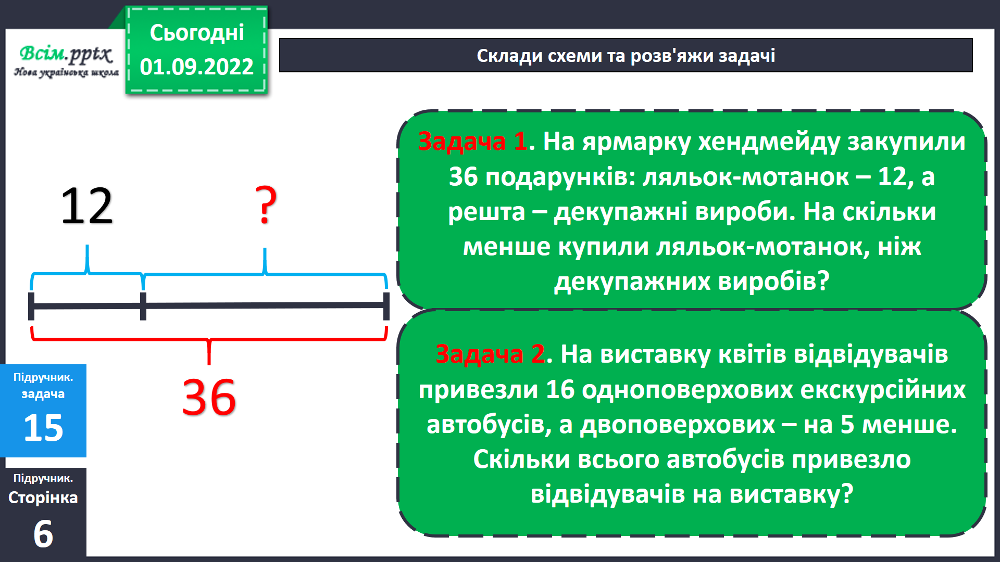 Сьогодні
01.09.2022
Всім.pptx
Нова українська школа
Склади схеми та розв'яжи задачі
12
?
36
Задача 1. На ярмарку хендмейду закупили
36 подарунків: ляльок-мотанок – 12, а
решта – декупажні вироби. На скільки
менше купили ляльок-мотанок, ніж
декупажних виробів?
Задача 2. На виставку квітів відвідувачів
привезли 16 одноповерхових екскурсійних
автобусів, а двоповерхових – на 5 менше.
Скільки всього автобусів привезло
відвідувачів на виставку?
Підручник.
задача
15
Підручник.
Сторінка
6